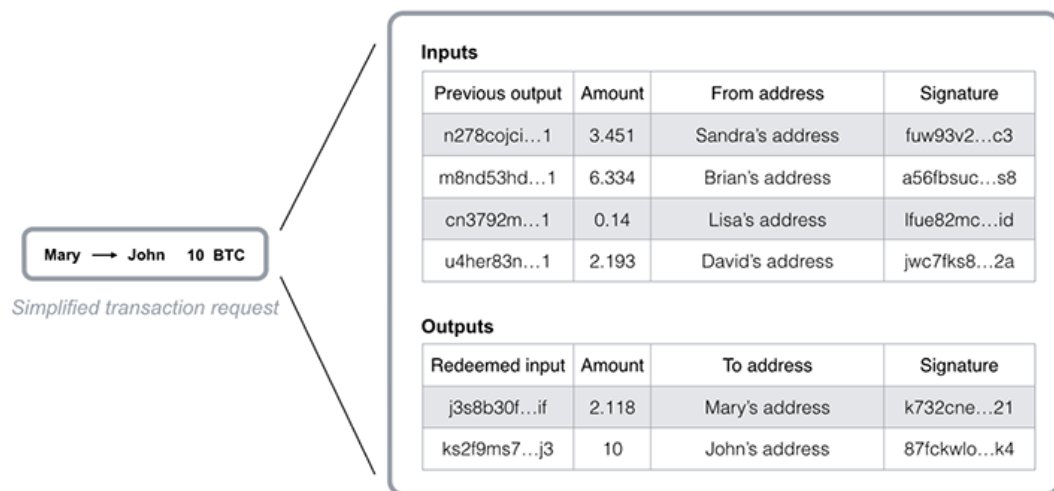 Inputs
Previous output Amount From address Signature
n278cojci...1 3.451 Sandra's address fuw93v2...c3
m8nd53hd...1 6.334 Brian's address a56fbsuc...s8
cn3792m...1 0.14 Lisa's address lfue82mc...id
u4her83n...1 2.193 David's address jwc7fks8...2a
Mary → John 10 BTC
Simplified transaction request
Outputs
Redeemed input Amount To address Signature
j3s8b30f...if 2.118 Mary's address k732cne...21
ks2f9ms7...j3 10 John's address 87fckwlo...k4